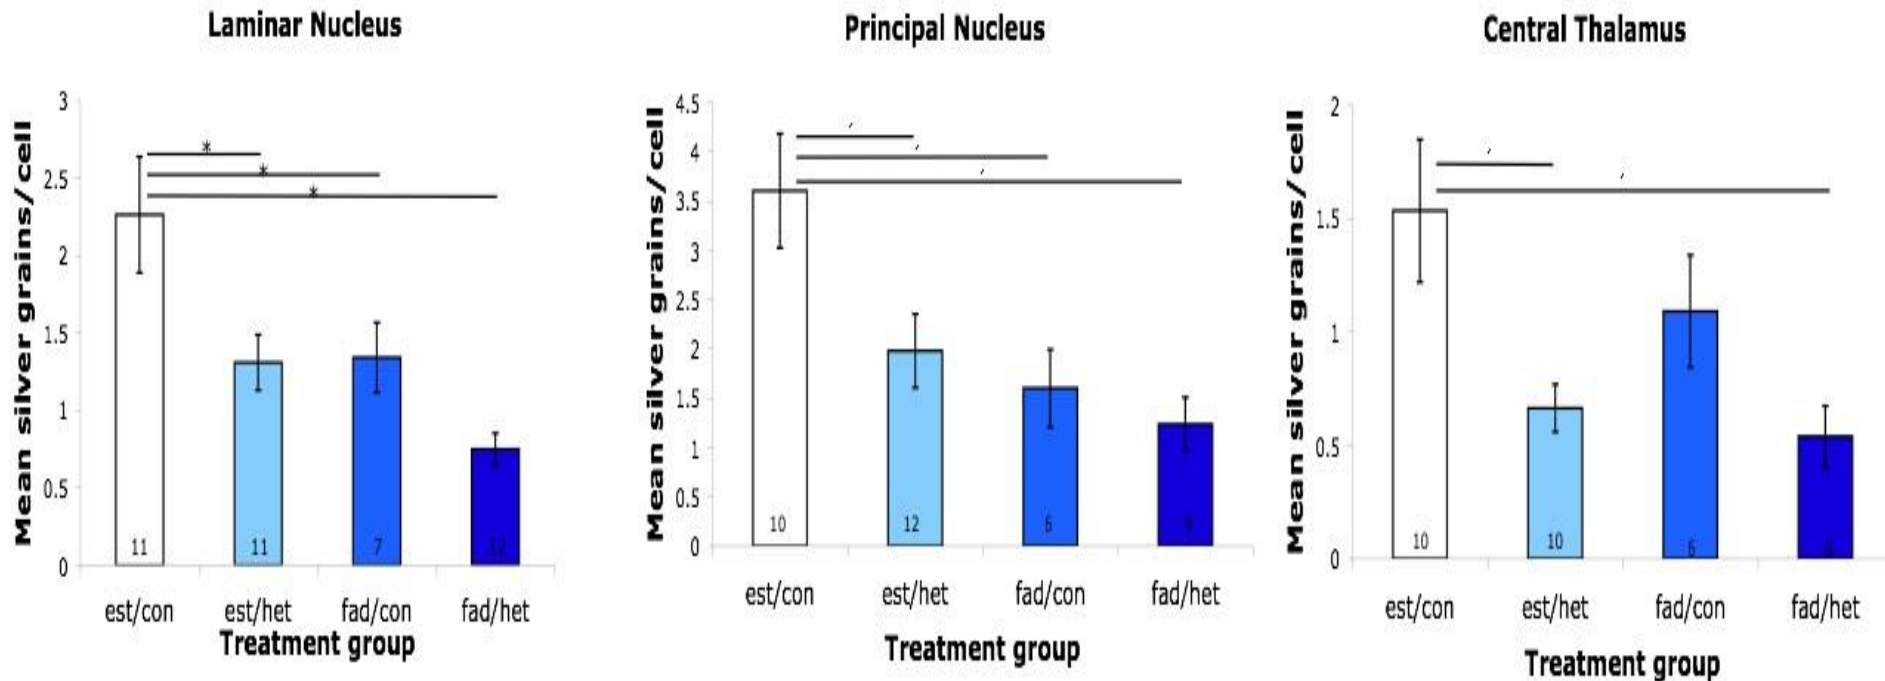 Laminar Nucleus
Mean silver grains/cell
3
2.5
2
1.5
1
0.5
0
*
*
*
11
11
7
12
est/con est/het fad/con fad/het
Treatment group
Principal Nucleus
Mean silver grains/cell
4.5
4
3.5
3
2.5
2
1.5
1
0.5
0
10
12
6
est/con est/het fad/con fad/het
Treatment group
Central Thalamus
Mean silver grains/cell
2
1.5
1
0.5
0
10
10
6
est/con est/het fad/con fad/het
Treatment group